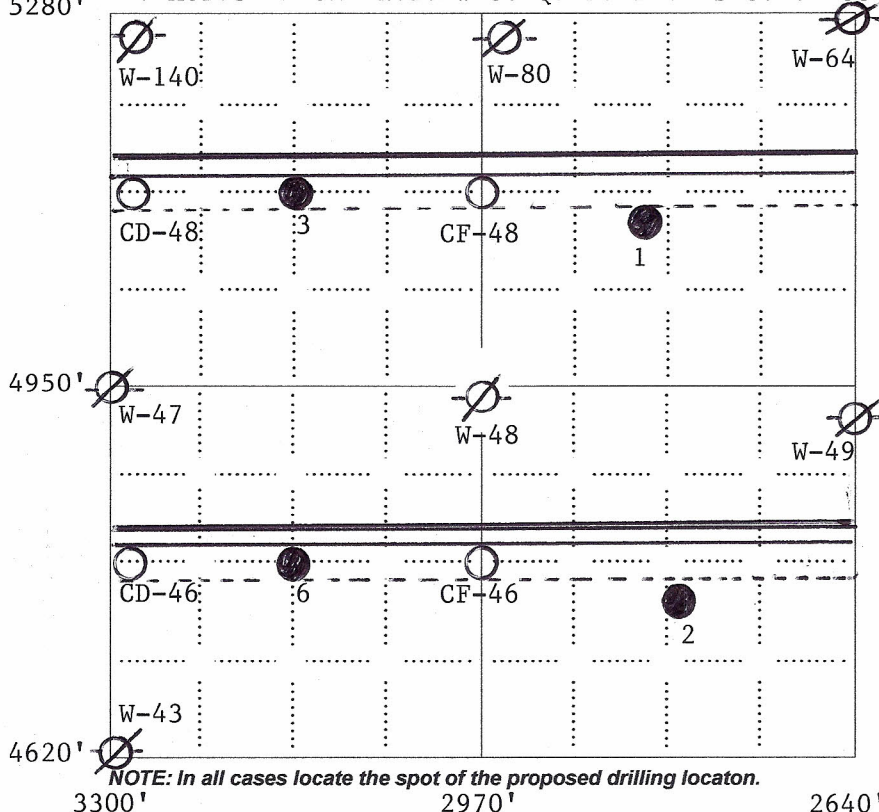 5280'
W-140
W-80
W-64
CD-48
3
CF-48
1
4950'
W-47
W-48
W-49
CD-46
6
CF-46
2
W-43
4620'
NOTE: In all cases locate the spot of the proposed drilling locaton.
3300'
2970'
2640'